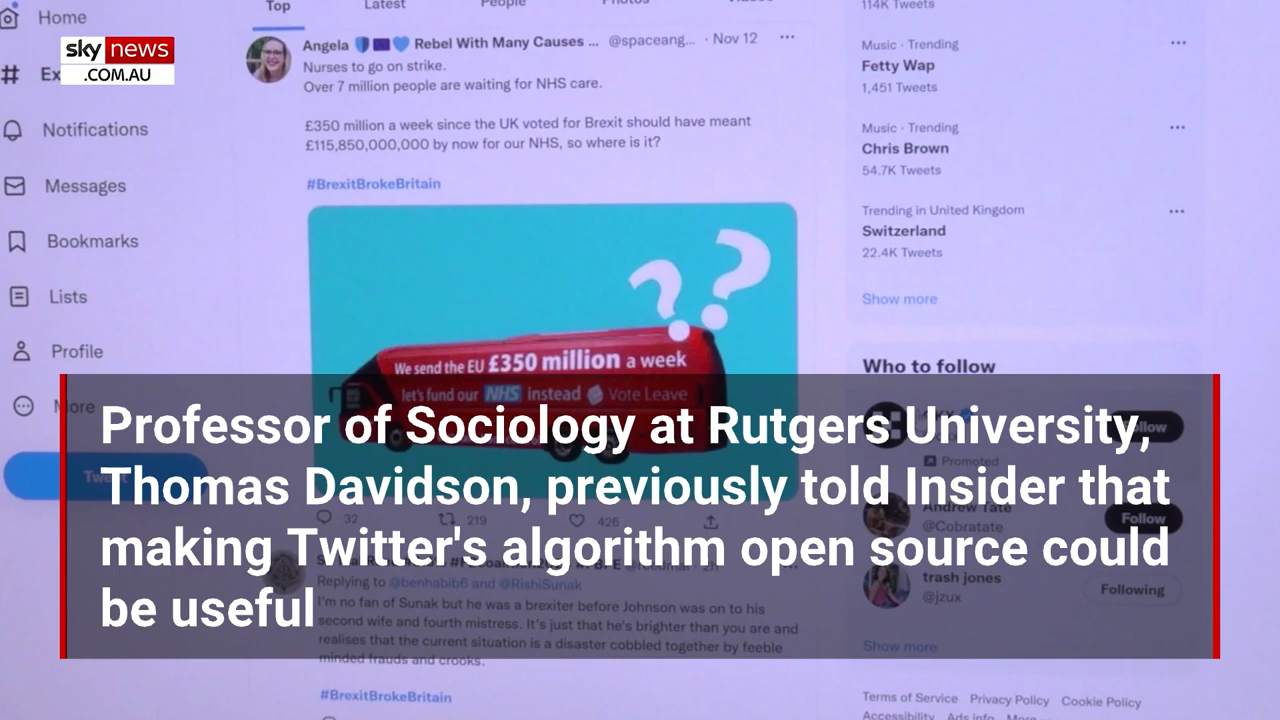 Home
Top
Latest
People
Photos
114K Tweets
sky news
.COM.AU
Ex
Angela Rebel With Many Causes ... @spaceang... · Nov 12
Nurses to go on strike.
Over 7 million people are waiting for NHS care.
£350 million a week since the UK voted for Brexit should have meant
£115,850,000,000 by now for our NHS, so where is it?
#BrexitBrokeBritain
Notifications
Messages
Bookmarks
Lists
Profile
More
Music · Trending
Fetty Wap
1,451 Tweets
Music · Trending
Chris Brown
54.7K Tweets
Trending in United Kingdom
Switzerland
22.4K Tweets
Show more
Who to follow
? ?
We send the EU £350 million a week
let's fund our NHS instead Vote Leave
Professor of Sociology at Rutgers University,
Thomas Davidson, previously told Insider that
making Twitter's algorithm open source could
be useful
Promoted
Andrew Tate
@Cobratate
Follow
trash jones
@jzux
Following
Show more
32 219 426
Replying to @benhabib6 and @RishiSunak
I'm no fan of Sunak but he was a brexiter before Johnson was on to his
second wife and fourth mistress. It's just that he's brighter than you are and
realises that the current situation is a disaster cobbled together by feeble
minded frauds and crooks.
#BrexitBrokeBritain
Terms of Service Privacy Policy Cookie Policy
Accessibility Ads info More